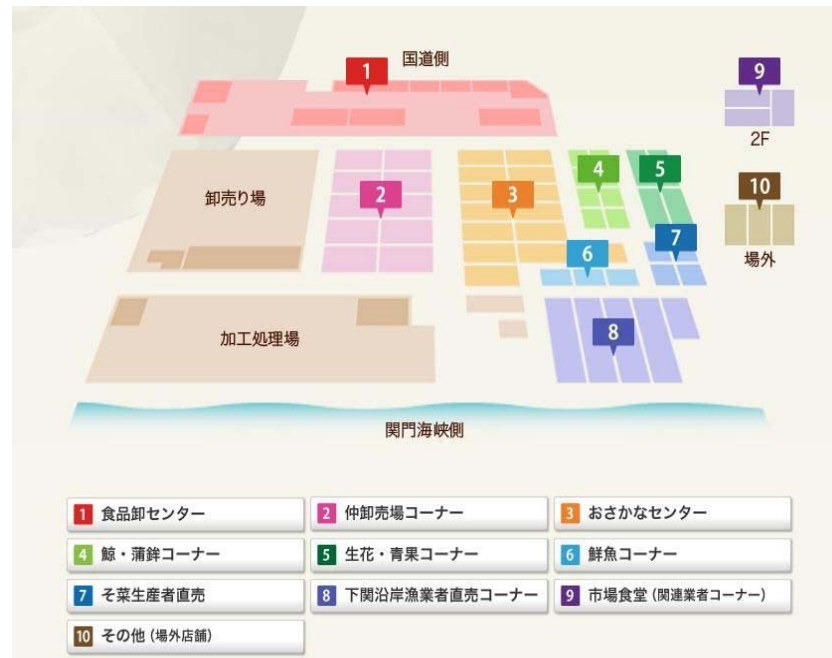 国道側
1
9
2F
卸売り場
2
3
4
5
10
場外
6
7
加工処理場
8
関門海峡側
1 食品卸センター
2 仲卸売場コーナー
3 おさかなセンター
4 鯨・蒲鉾コーナー
5 生花・青果コーナー
6 鮮魚コーナー
7 そ菜生産者直売
8 下関沿岸漁業者直売コーナー
9 市場食堂（関連業者コーナー）
10 その他（場外店舗）